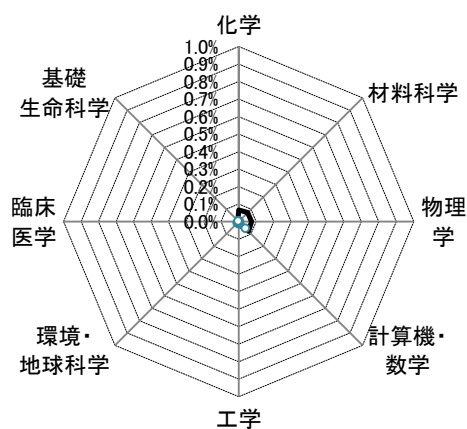 化学
1.0%
0.9%
0.8%
0.7%
0.6%
0.5%
0.4%
0.3%
0.2%
0.1%
0.0%
基礎
生命科学
材料科学
臨床
医学
物理
学
環境・
地球科学
計算機・
数学
工学